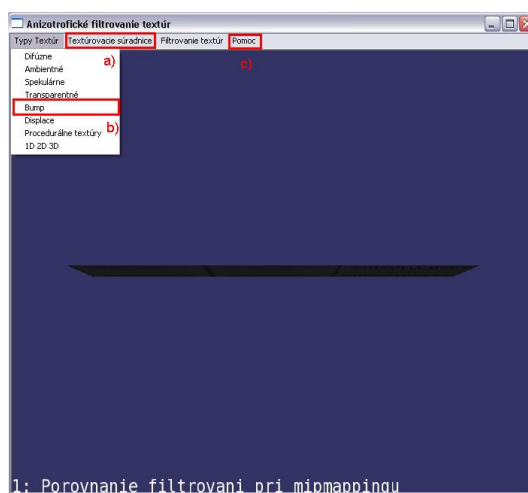 Anizotrofické filtrovanie textúr
Typy Textúr Textúrovacie súradnice Filtrovanie textúr Pomoc
a)
c)
Difúzne
Ambientné
Spekulárne
Transparentné
Bump
b)
Displace
Procedurálne textúry
1D 2D 3D
1: Porovnanie filtrovani pri mipmappingu